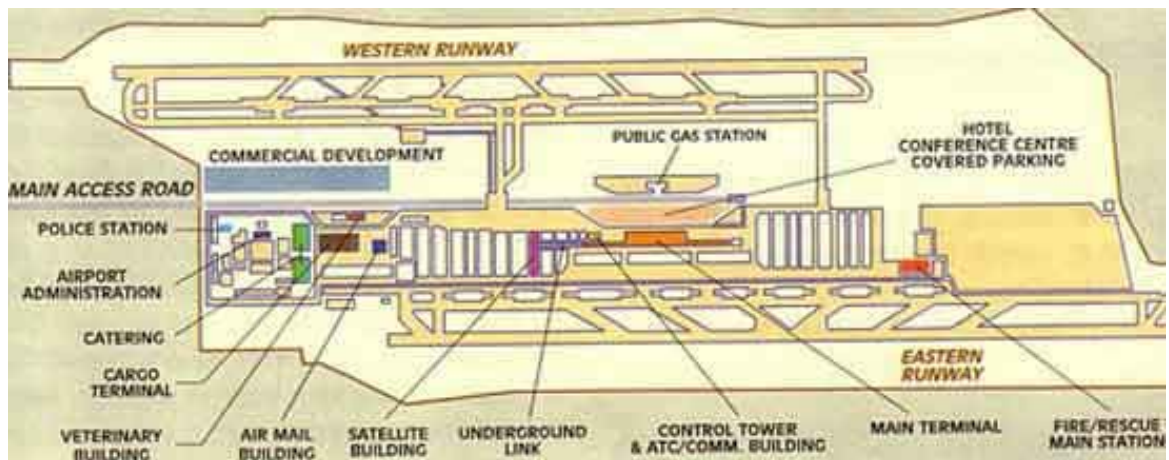 WESTERN RUNWAY
PUBLIC GAS STATION
HOTEL
CONFERENCE CENTRE
COVERED PARKING
COMMERCIAL DEVELOPMENT
MAIN ACCESS ROAD
POLICE STATION
AIRPORT
ADMINISTRATION
CATERING
CARGO
TERMINAL
VETERINARY
BUILDING
AIR MAIL
BUILDING
SATELLITE
BUILDING
UNDERGROUND
LINK
CONTROL TOWER
& ATC/COMM. BUILDING
MAIN TERMINAL
EASTERN
RUNWAY
FIRE/RESCUE
MAIN STATION